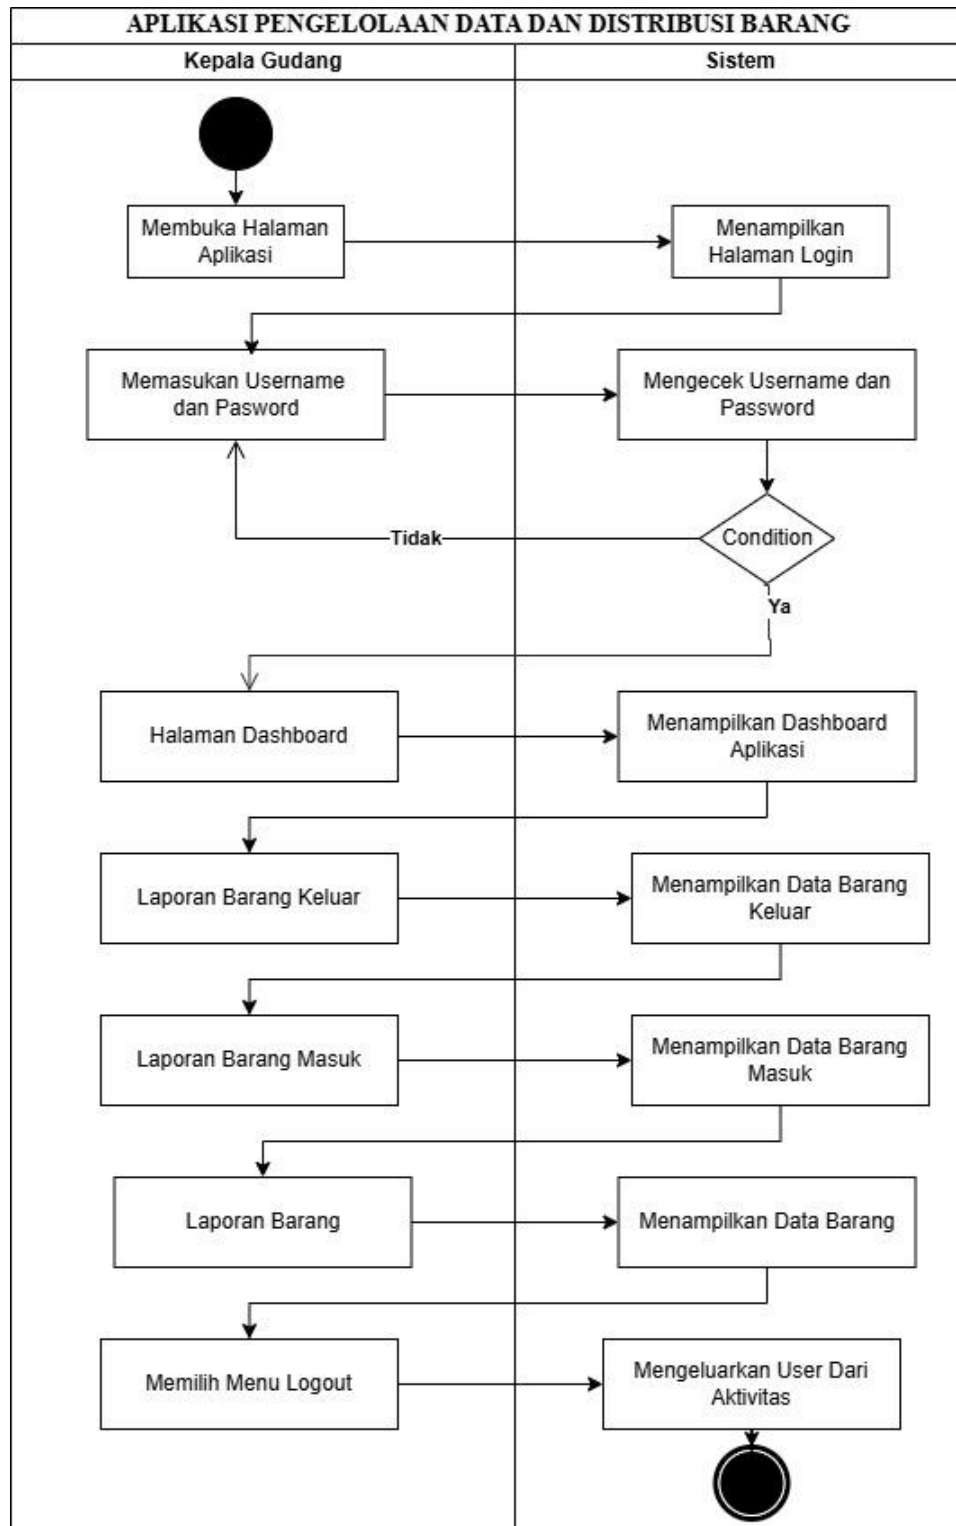 APLIKASI PENGELOLAAN DATA DAN DISTRIBUSI BARANG
Kepala Gudang
Sistem
Membuka Halaman
Aplikasi
Menampilkan
Halaman Login
Memasukan Username
dan Pasword
Mengecek Username dan
Password
Condition
Tidak
Ya
Halaman Dashboard
Menampilkan Dashboard
Aplikasi
Laporan Barang Keluar
Menampilkan Data Barang
Keluar
Laporan Barang Masuk
Menampilkan Data Barang
Masuk
Laporan Barang
Menampilkan Data Barang
Memilih Menu Logout
Mengeluarkan User Dari
Aktivitas